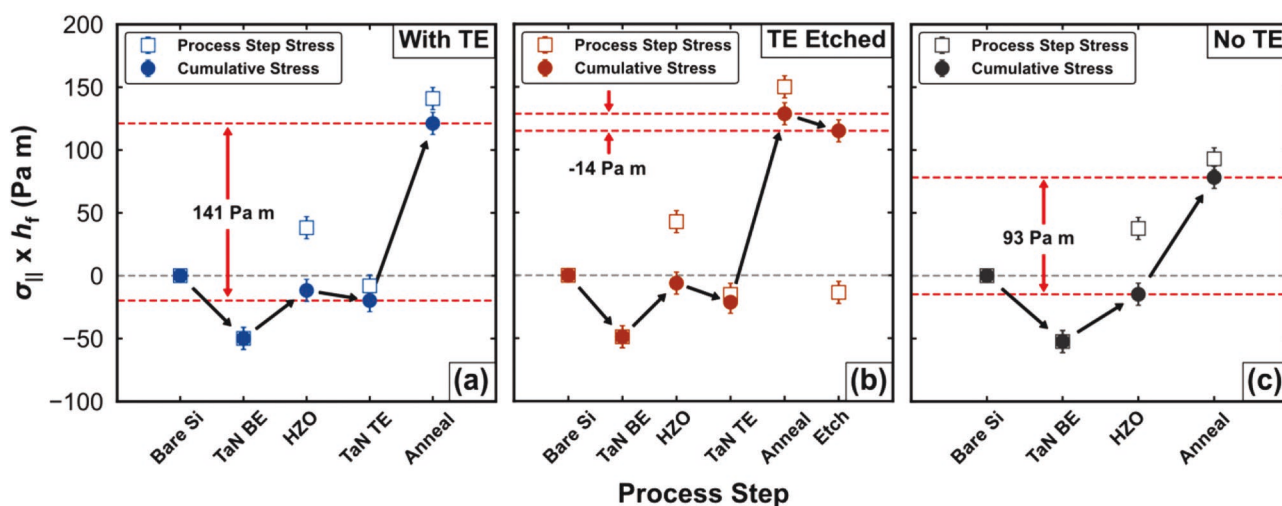 σ|| x hf (Pa m)
200
150
100
50
0
−50
−100
With TE
Process Step Stress
Cumulative Stress
141 Pa m
(a)
Bare Si
TaN BE
HZO
TaN TE
Anneal
TE Etched
Process Step Stress
Cumulative Stress
-14 Pa m
(b)
Bare Si
TaN BE
HZO
TaN TE
Anneal
Etch
No TE
Process Step Stress
Cumulative Stress
93 Pa m
(c)
Bare Si
TaN BE
HZO
Anneal
Process Step